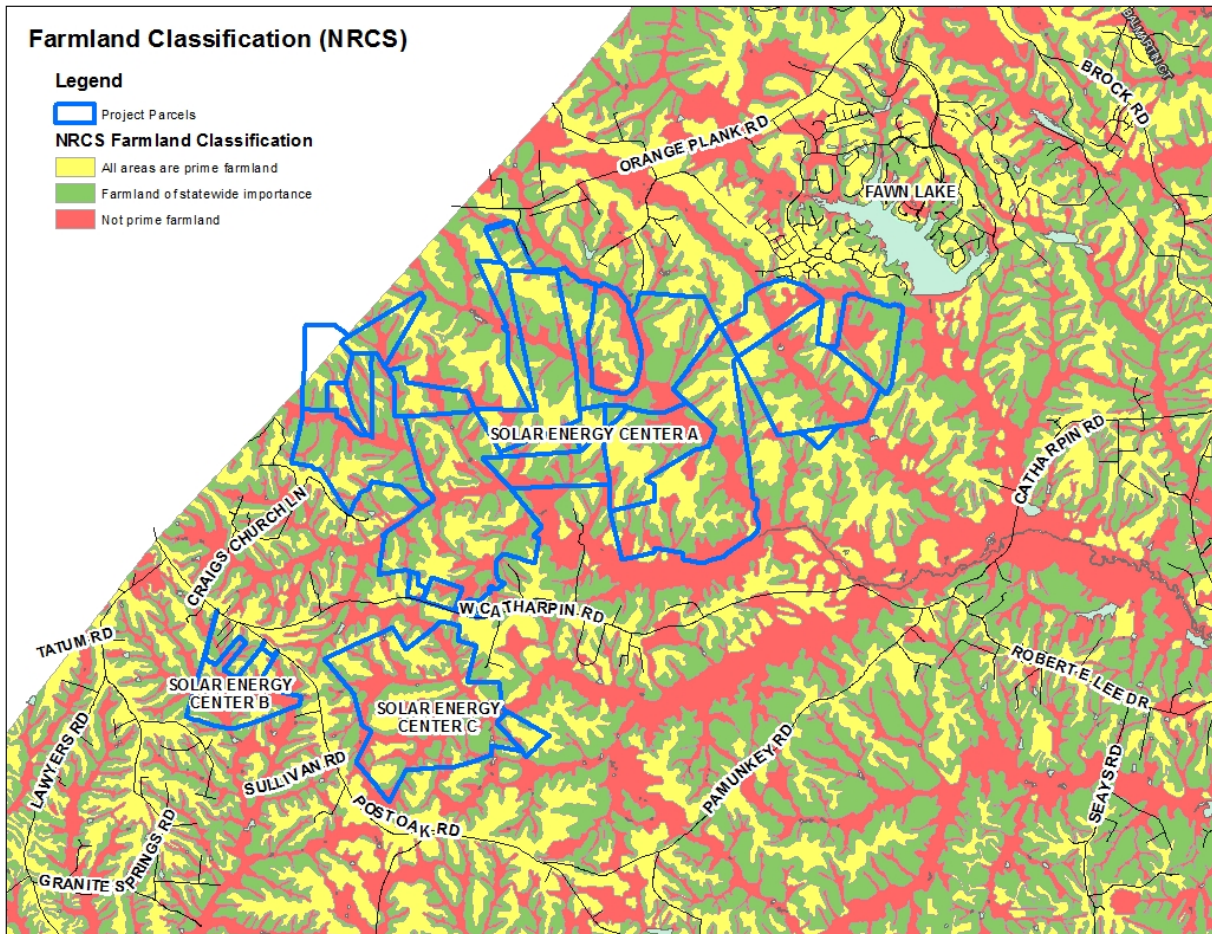 Farmland Classification (NRCS)
Legend
Project Parcels
NRCS Farmland Classification
All areas are prime farmland
Farmland of statewide importance
Not prime farmland
BALMARTIN CT
BROCK RD
ORANGE PLANK RD
FAWN LAKE
SOLAR ENERGY CENTER A
CATHARPIN RD
CRAIGS CHURCH LN
W CATHARPIN RD
TATUM RD
ROBERT E LEE DR
SOLAR ENERGY
CENTER B
SOLAR ENERGY
CENTER C
LAWYERS RD
SULLIVAN RD
PAMUNKEY RD
SEAYS RD
POST OAK RD
GRANITE SPRINGS RD